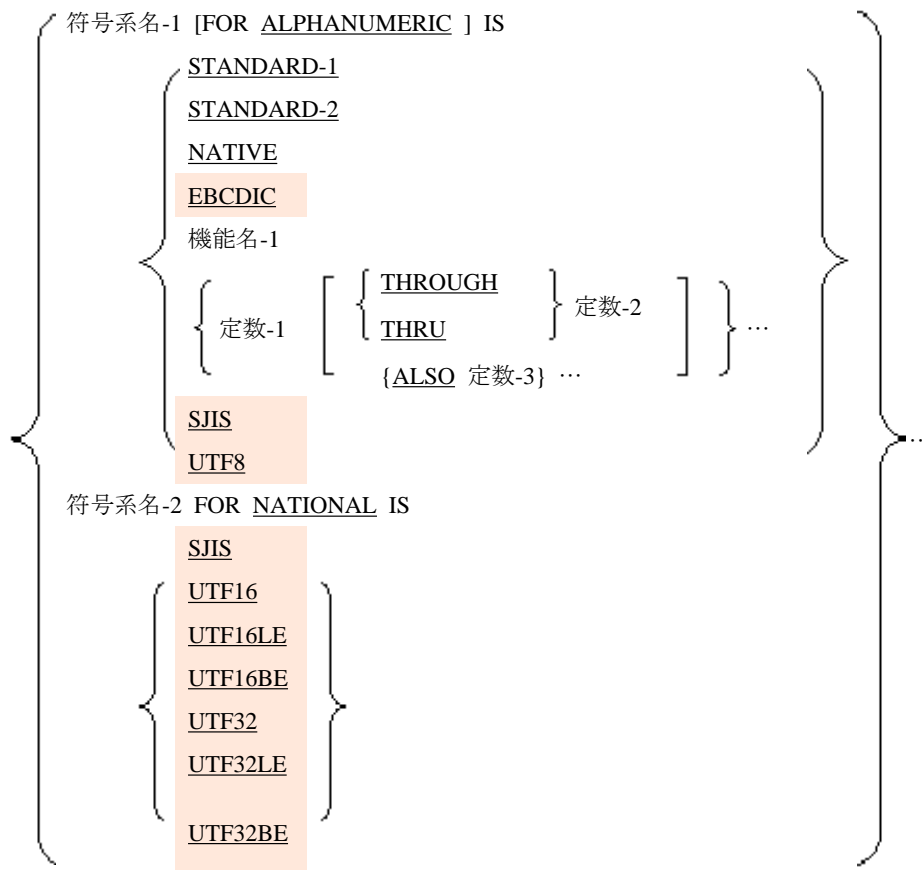 符号系名-1 [FOR ALPHANUMERIC ] IS
STANDARD-1
STANDARD-2
NATIVE
EBCDIC
機能名-1
定数-1 THROUGH THRU 定数-2 …
{ALSO 定数-3} …
SJIS
UTF8
…
符号系名-2 FOR NATIONAL IS
SJIS
UTF16
UTF16LE
UTF16BE
UTF32
UTF32LE
UTF32BE